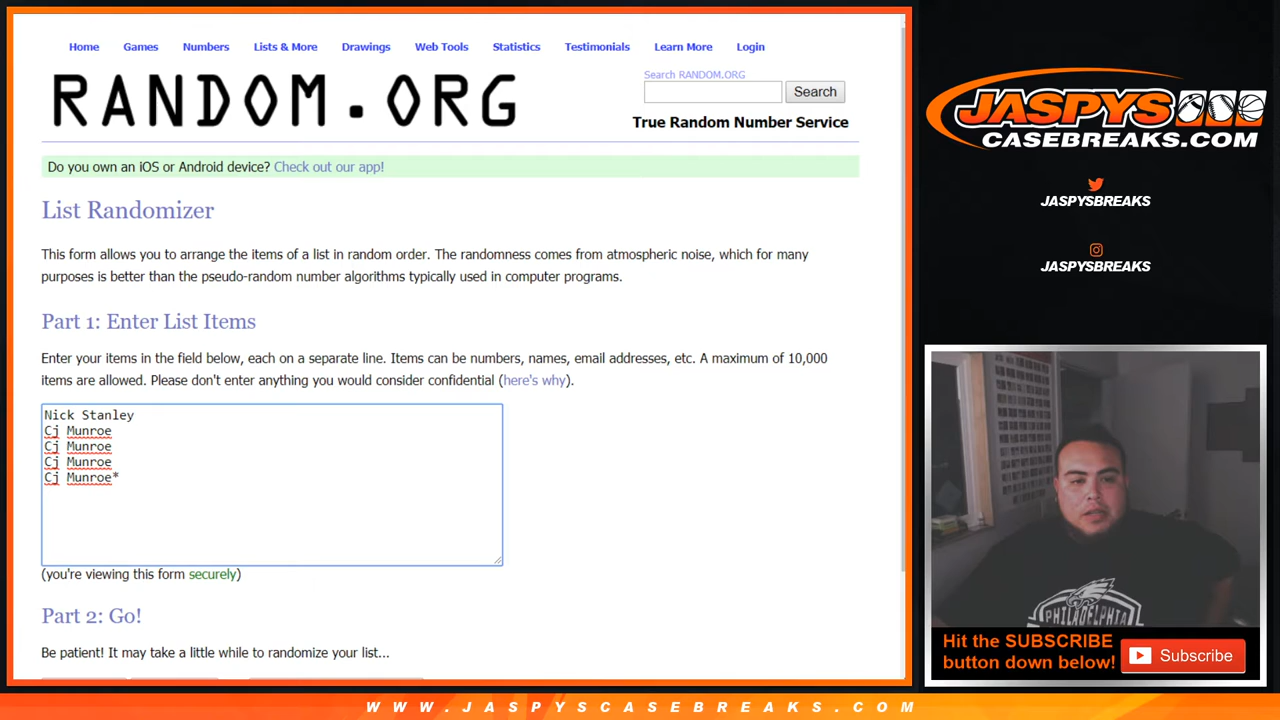 Home Games Numbers Lists & More Drawings Web Tools Statistics Testimonials Learn More Login
RANDOM.ORG
Search RANDOM.ORG
Search
True Random Number Service
Do you own an iOS or Android device? Check out our app!
List Randomizer
This form allows you to arrange the items of a list in random order. The randomness comes from atmospheric noise, which for many
purposes is better than the pseudo-random number algorithms typically used in computer programs.
Part 1: Enter List Items
Enter your items in the field below, each on a separate line. Items can be numbers, names, email addresses, etc. A maximum of 10,000
items are allowed. Please don't enter anything you would consider confidential (here's why).
Nick Stanley
Cj Munroe
Cj Munroe
Cj Munroe
Cj Munroe*
(you're viewing this form securely)
Part 2: Go!
Be patient! It may take a little while to randomize your list...
JASPYS
CASEBREAKS.COM
JASPYSBREAKS
JASPYSBREAKS
PHILADELPHIA
Hit the SUBSCRIBE
button down below!
Subscribe
WWW.JASPYSCASEBREAKS.COM